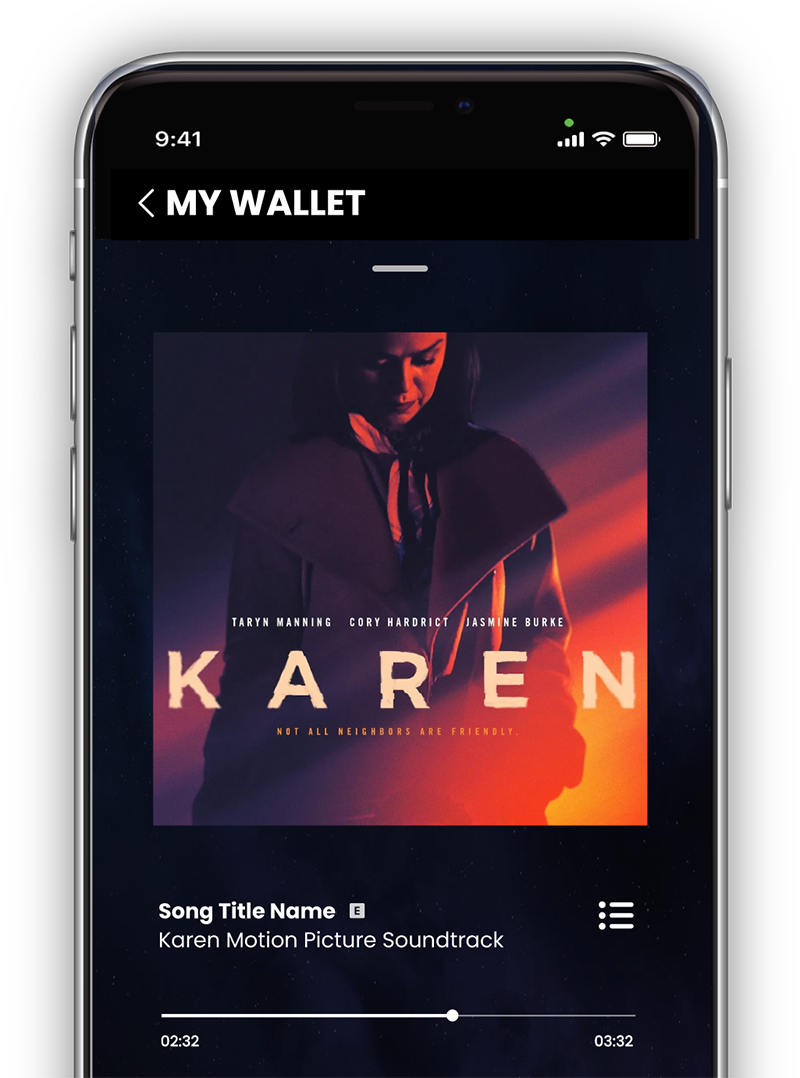 9:41
MY WALLET
TARYN MANNING CORY HARDRICT JASMINE BURKE
KAREN
NOT ALL NEIGHBORS ARE FRIENDLY.
Song Title Name E
Karen Motion Picture Soundtrack
02:32 03:32